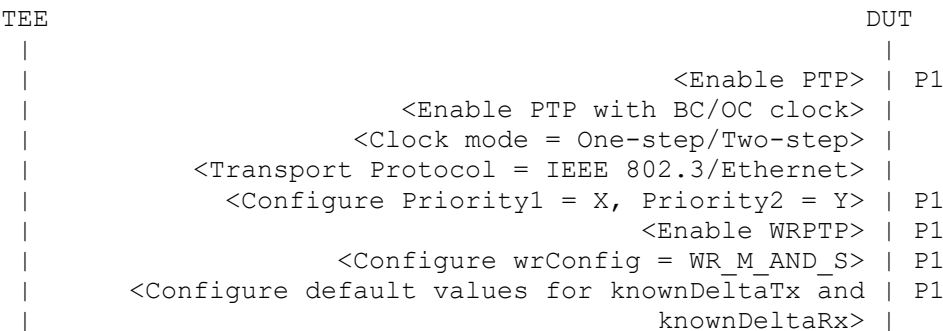 TEE DUT
| |
| <Enable PTP> | P1
| <Enable PTP with BC/OC clock> |
| <Clock mode = One-step/Two-step> |
| <Transport Protocol = IEEE 802.3/Ethernet> |
| <Configure Priority1 = X, Priority2 = Y> | P1
| <Enable WRPTP> | P1
| <Configure wrConfig = WR_M_AND_S> | P1
| <Configure default values for knownDeltaTx and | P1
| knownDeltaRx> |